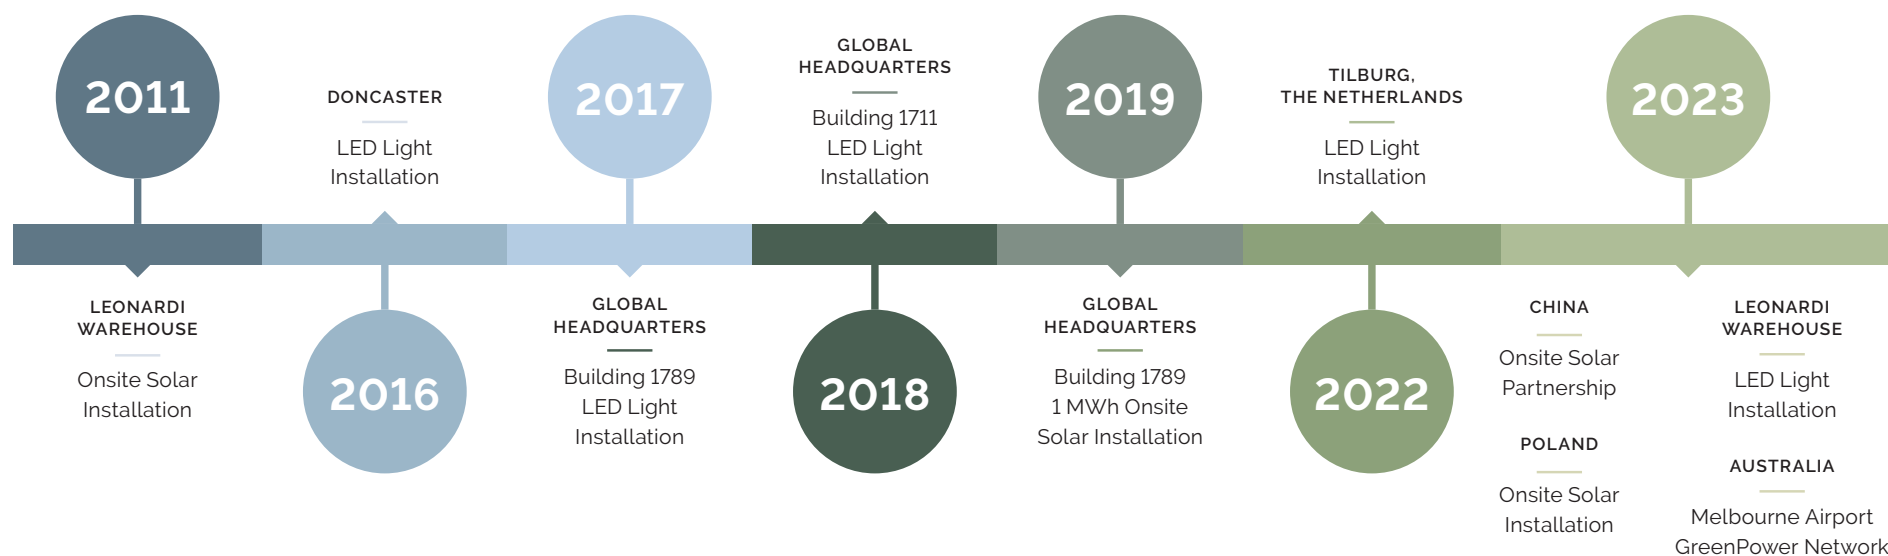 2011
LEONARDI
WAREHOUSE
Onsite Solar
Installation
DONCASTER
LED Light
Installation
2016
2017
GLOBAL
HEADQUARTERS
Building 1789
LED Light
Installation
GLOBAL
HEADQUARTERS
Building 1711
LED Light
Installation
2018
2019
GLOBAL
HEADQUARTERS
Building 1789
1 MWh Onsite
Solar Installation
TILBURG,
THE NETHERLANDS
LED Light
Installation
2022
2023
CHINA
Onsite Solar
Partnership
POLAND
Onsite Solar
Installation
LEONARDI
WAREHOUSE
LED Light
Installation
AUSTRALIA
Melbourne Airport
GreenPower Network